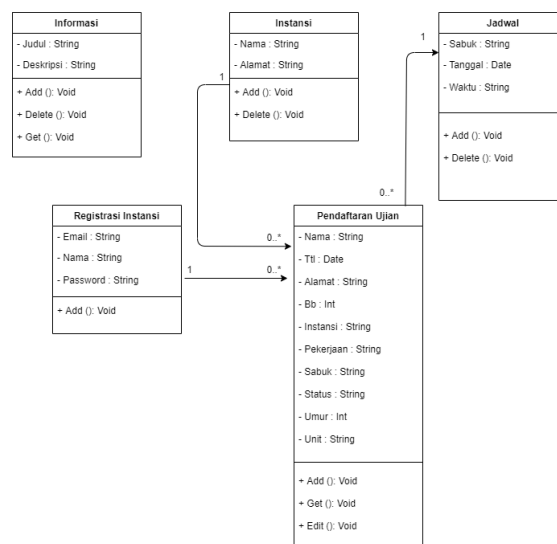 Informasi
- Judul : String
- Deskripsi : String
+ Add (): Void
+ Delete (): Void
+ Get (): Void
Instansi
- Nama : String
- Alamat : String
+ Add (): Void
+ Delete (): Void
Jadwal
- Sabuk : String
- Tanggal : Date
- Waktu : String
+ Add (): Void
+ Delete (): Void
1
1
0..*
0..*
Registrasi Instansi
- Email : String
- Nama : String
- Password : String
+ Add (): Void
1
0..*
Pendaftaran Ujian
- Nama : String
- Ttl : Date
- Alamat : String
- Bb : Int
- Instansi : String
- Pekerjaan : String
- Sabuk : String
- Status : String
- Umur : Int
- Unit : String
+ Add (): Void
+ Get (): Void
+ Edit (): Void